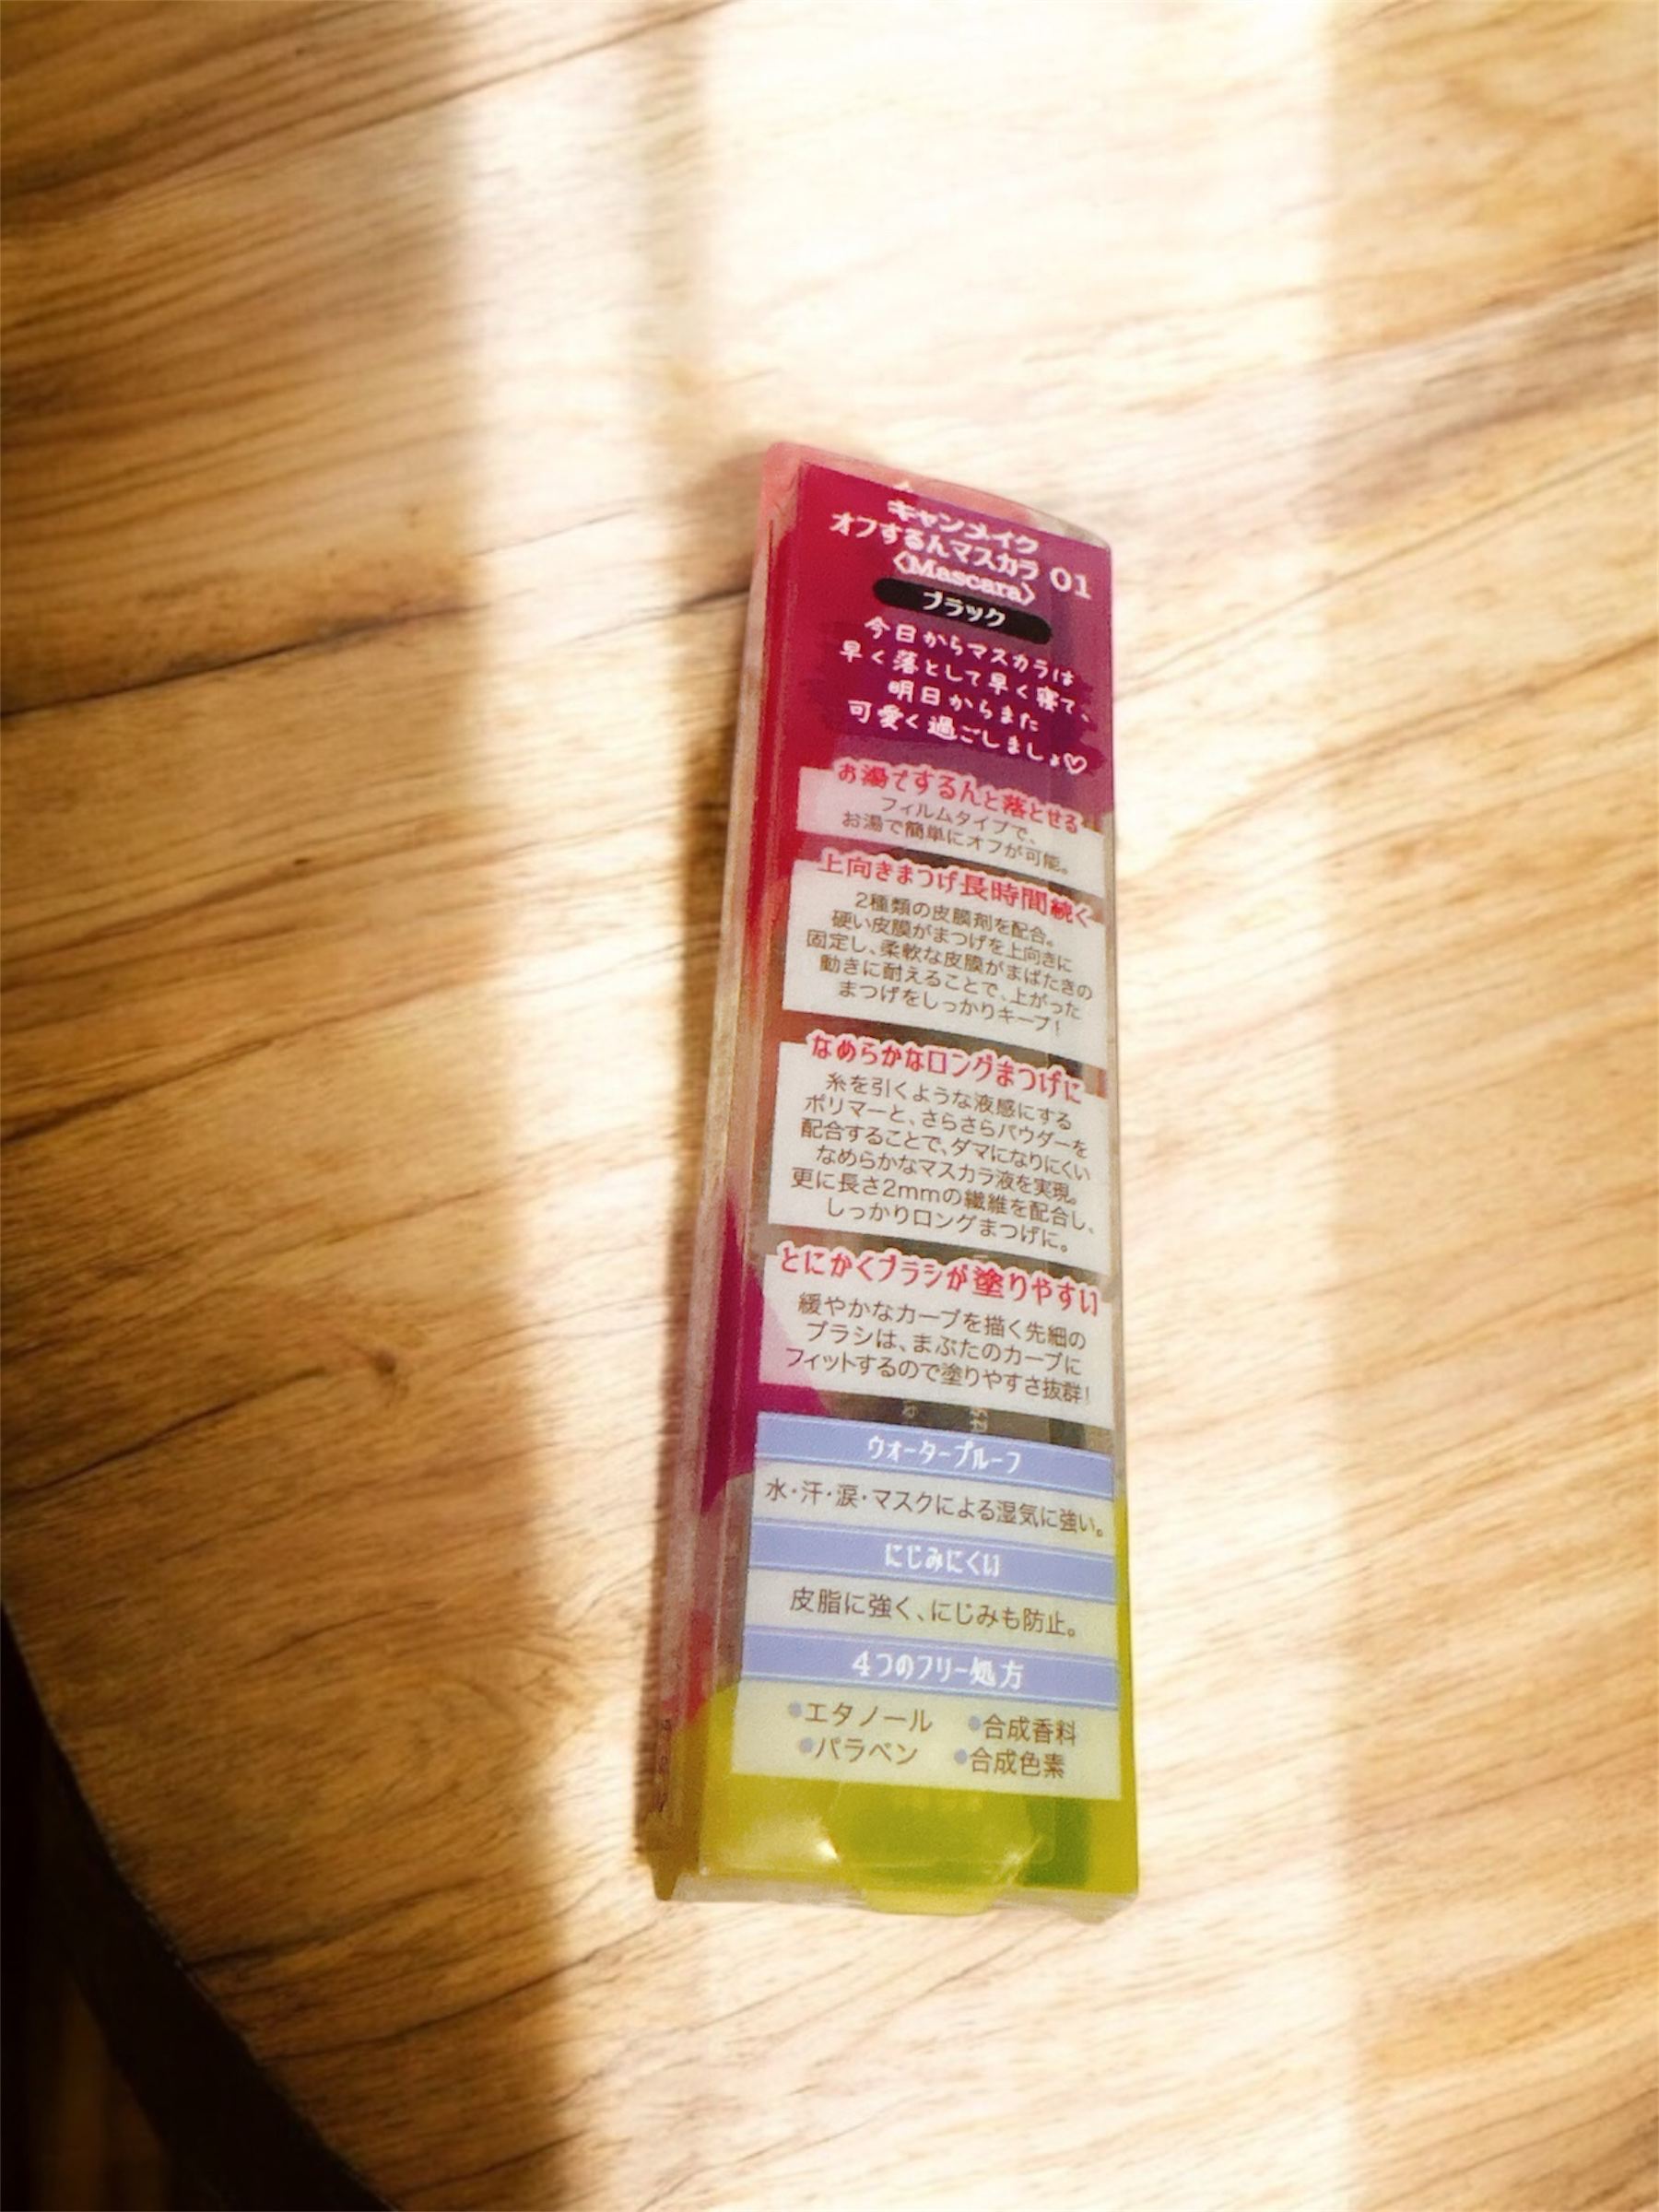 キャンメイク
オフするんマスカラ 01
〈Mascara〉
ブラック
今日からマスカラは
早く落として早く寝て、
明日からまた
可愛く過ごしましょ♡
お湯でするんと落とせる
フィルムタイプで、
お湯で簡単にオフが可能。
上向きまつげ長時間続く
2種類の皮膜剤を配合。
硬い皮膜がまつげを上向きに
固定し、柔軟な皮膜がまばたきの
動きに耐えることで、上がった
まつげをしっかりキープ！
なめらかなロングまつげに
糸を引くような液感にする
ポリマーと、さらさらパウダーを
配合することで、ダマになりにくい
なめらかなマスカラ液を実現。
更に長さ2mmの繊維を配合し、
しっかりロングまつげに。
とにかくブラシが塗りやすい
緩やかなカーブを描く先細の
ブラシは、まぶたのカーブに
フィットするので塗りやすさ抜群！
ウォータープルーフ
水・汗・涙・マスクによる湿気に強い。
にじみにくい
皮脂に強く、にじみも防止。
4つのフリー処方
●エタノール ●合成香料
●パラベン ●合成色素